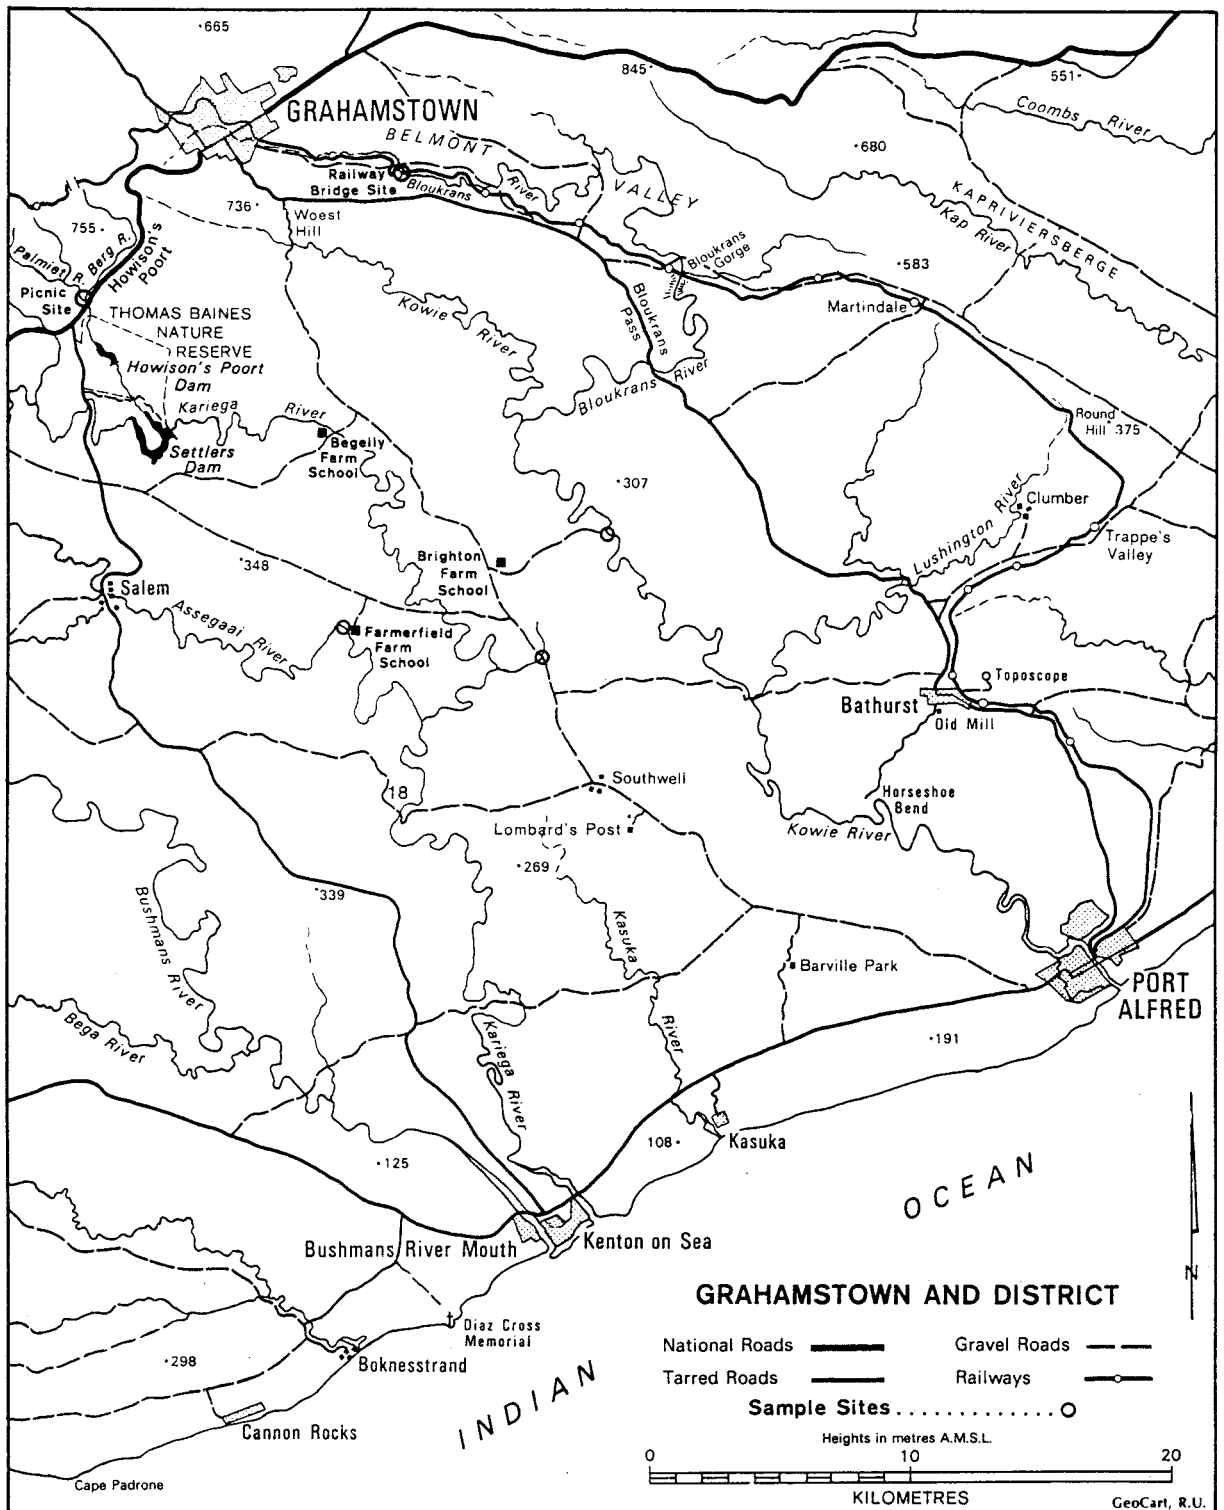 665
845
551
Coombs River
GRAHAMSTOWN
BELMONT
680
Railway
Bridge Site
Bloukrans
River
VALLEY
KAPRIVIERSBERGE
Kap River
736
Woest
Hill
755
Palmiet R.
Berg R.
Howison's
Poort
Bloukrans
Gorge
583
Picnic
Site
Martindale
THOMAS BAINES
NATURE
RESERVE
Howison's Poort
Dam
Kowie
River
Bloukrans
Pass
Bloukrans River
Kariega River
Round
Hill 375
Begelly
Farm
School
Settlers
Dam
307
Lushington River
Clumber
Trappe's
Valley
348
Brighton
Farm
School
Salem
Assegaai River
Farmerfield
Farm
School
Toposcope
Bathurst
Old Mill
18
Southwell
Horseshoe
Bend
Lombard's Post
Kowie River
269
339
Bushmans River
Kasuka
River
Barville Park
PORT
ALFRED
Bega River
Kariega River
191
108
Kasuka
125
OCEAN
Bushmans River Mouth
Kenton on Sea
N
GRAHAMSTOWN AND DISTRICT
Diaz Cross
Memorial
National Roads
Gravel Roads
298
Boknesstrand
Tarred Roads
Railways
INDIAN
Sample Sites
Cannon Rocks
Heights in metres A.M.S.L.
0 10 20
Cape Padrone
KILOMETRES
GeoCart, R.U.